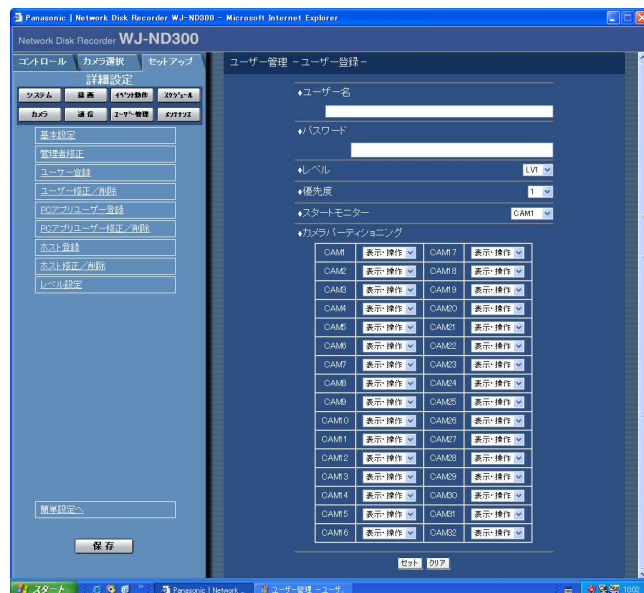 Panasonic | Network Disk Recorder WJ-ND300 - Microsoft Internet Explorer
Network Disk Recorder WJ-ND300
コントロール カメラ選択 セットアップ
詳細設定
システム 録画 イベント動作 スケジュール
カメラ 通信 ユーザー管理 メンテナンス
基本設定
管理者修正
ユーザー登録
ユーザー修正／削除
PCアプリユーザー登録
PCアプリユーザー修正／削除
ホスト登録
ホスト修正／削除
レベル設定
簡単設定へ
保存
ユーザー管理 －ユーザー登録－
♦ユーザー名
♦パスワード
♦レベル LV1
♦優先度 1
♦スタートモニター CAM1
♦カメラパーティショニング
CAM1 表示・操作 CAM17 表示・操作
CAM2 表示・操作 CAM18 表示・操作
CAM3 表示・操作 CAM19 表示・操作
CAM4 表示・操作 CAM20 表示・操作
CAM5 表示・操作 CAM21 表示・操作
CAM6 表示・操作 CAM22 表示・操作
CAM7 表示・操作 CAM23 表示・操作
CAM8 表示・操作 CAM24 表示・操作
CAM9 表示・操作 CAM25 表示・操作
CAM10 表示・操作 CAM26 表示・操作
CAM11 表示・操作 CAM27 表示・操作
CAM12 表示・操作 CAM28 表示・操作
CAM13 表示・操作 CAM29 表示・操作
CAM14 表示・操作 CAM30 表示・操作
CAM15 表示・操作 CAM31 表示・操作
CAM16 表示・操作 CAM32 表示・操作
セット クリア
スタート Panasonic | Network... ユーザー管理 －ユーザ... 10:02